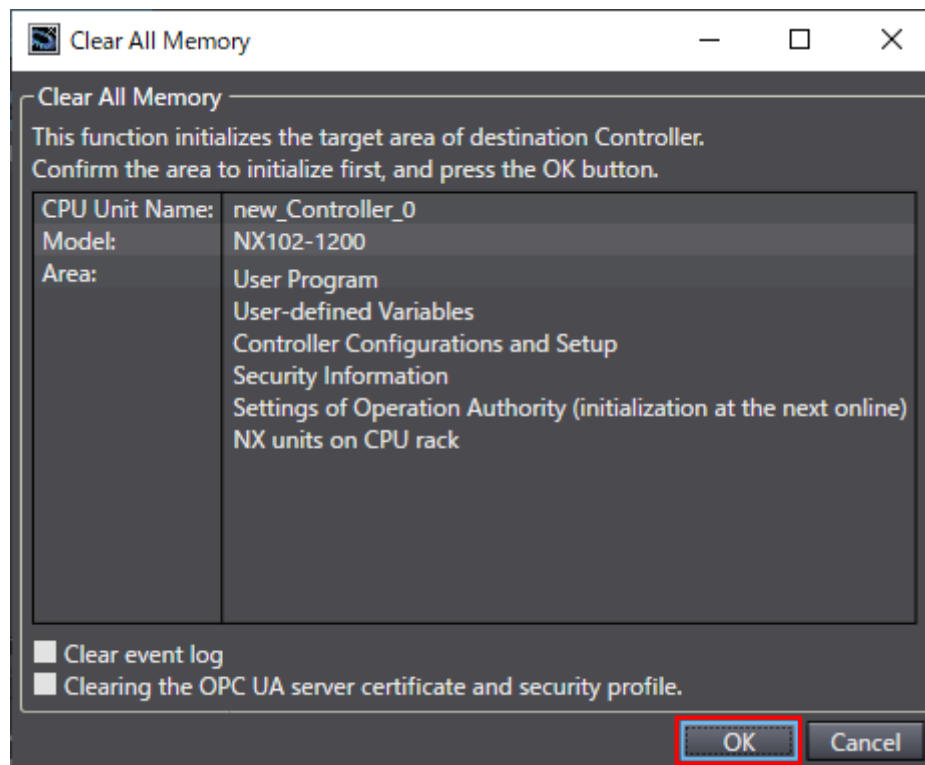 Clear All Memory
Clear All Memory
This function initializes the target area of destination Controller.
Confirm the area to initialize first, and press the OK button.
CPU Unit Name: new_Controller_0
Model: NX102-1200
Area: User Program
User-defined Variables
Controller Configurations and Setup
Security Information
Settings of Operation Authority (initialization at the next online)
NX units on CPU rack
Clear event log
Clearing the OPC UA server certificate and security profile.
OK Cancel